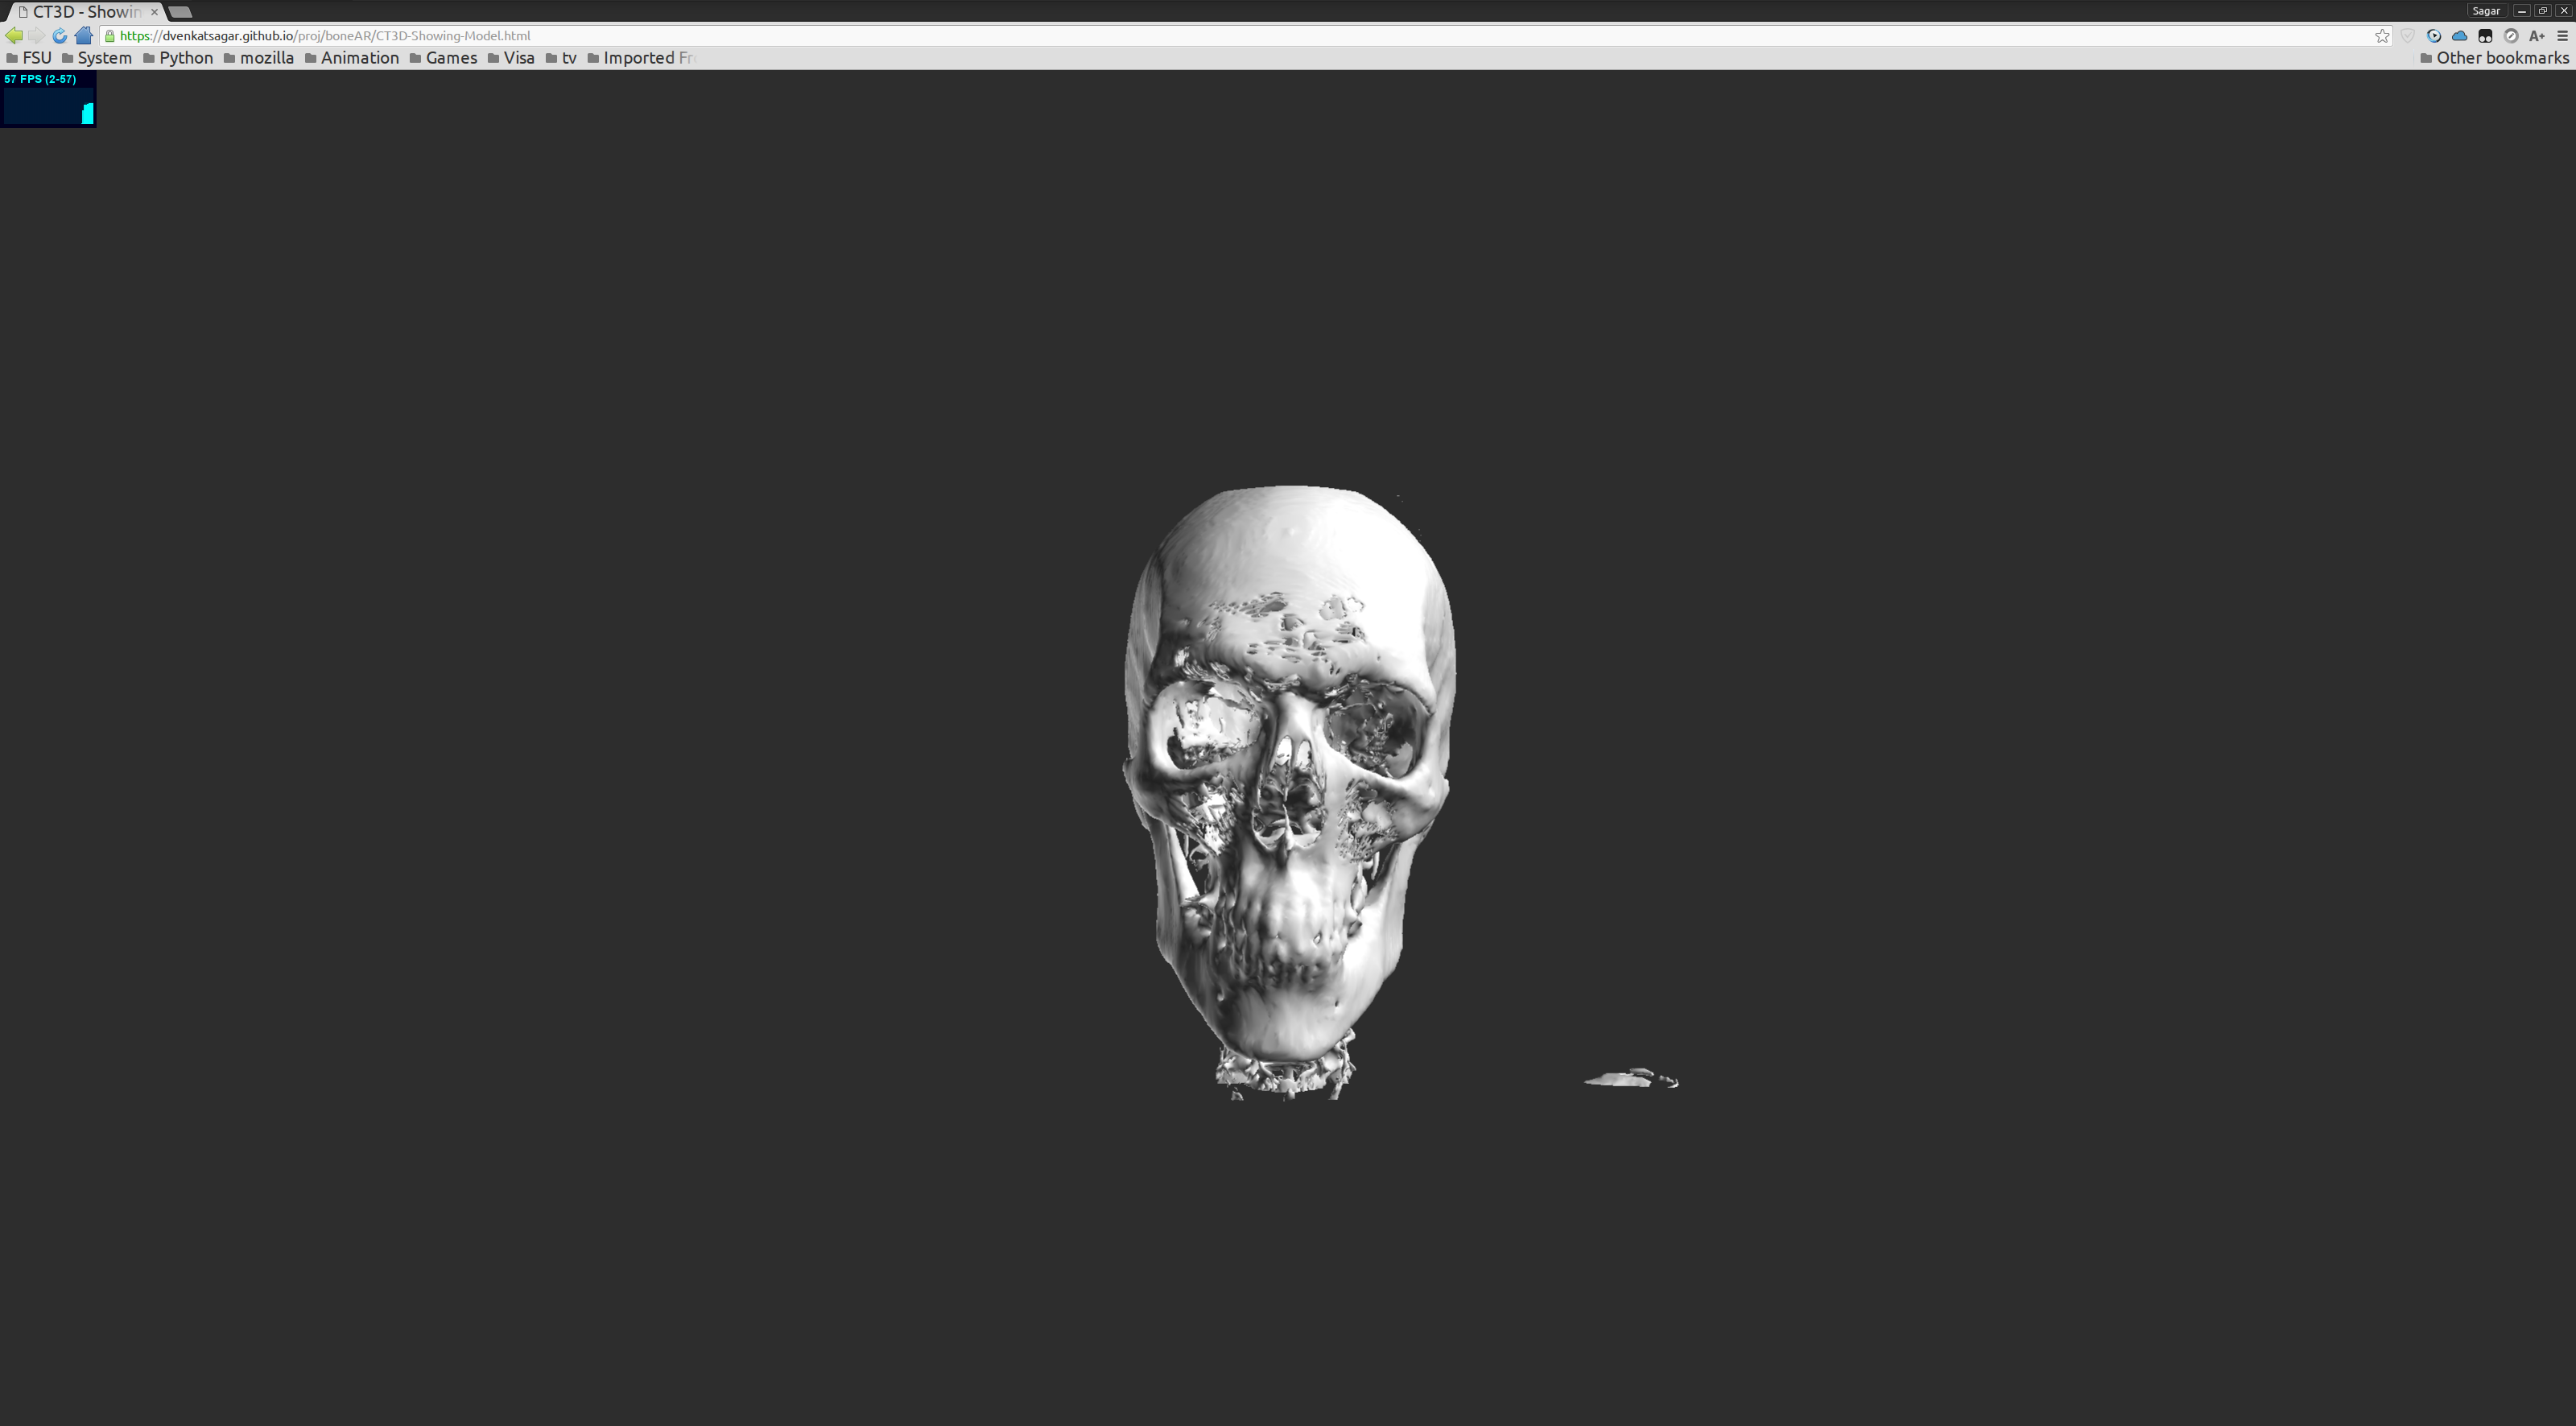 CT3D - Showin
Sagar
https://dvenkatsagar.github.io/proj/boneAR/CT3D-Showing-Model.html
A+
FSU System Python mozilla Animation Games Visa tv Imported Fr Other bookmarks
57 FPS (2-57)